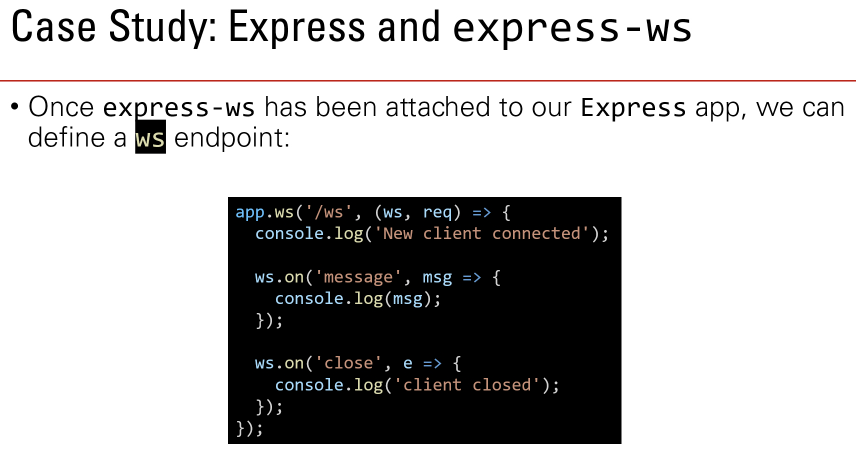 Case Study: Express and express-ws
• Once express-ws has been attached to our Express app, we can
define a ws endpoint:
app.ws('/ws', (ws, req) => {
  console.log('New client connected');
  ws.on('message', msg => {
    console.log(msg);
  });
  ws.on('close', e => {
    console.log('client closed');
  });
});